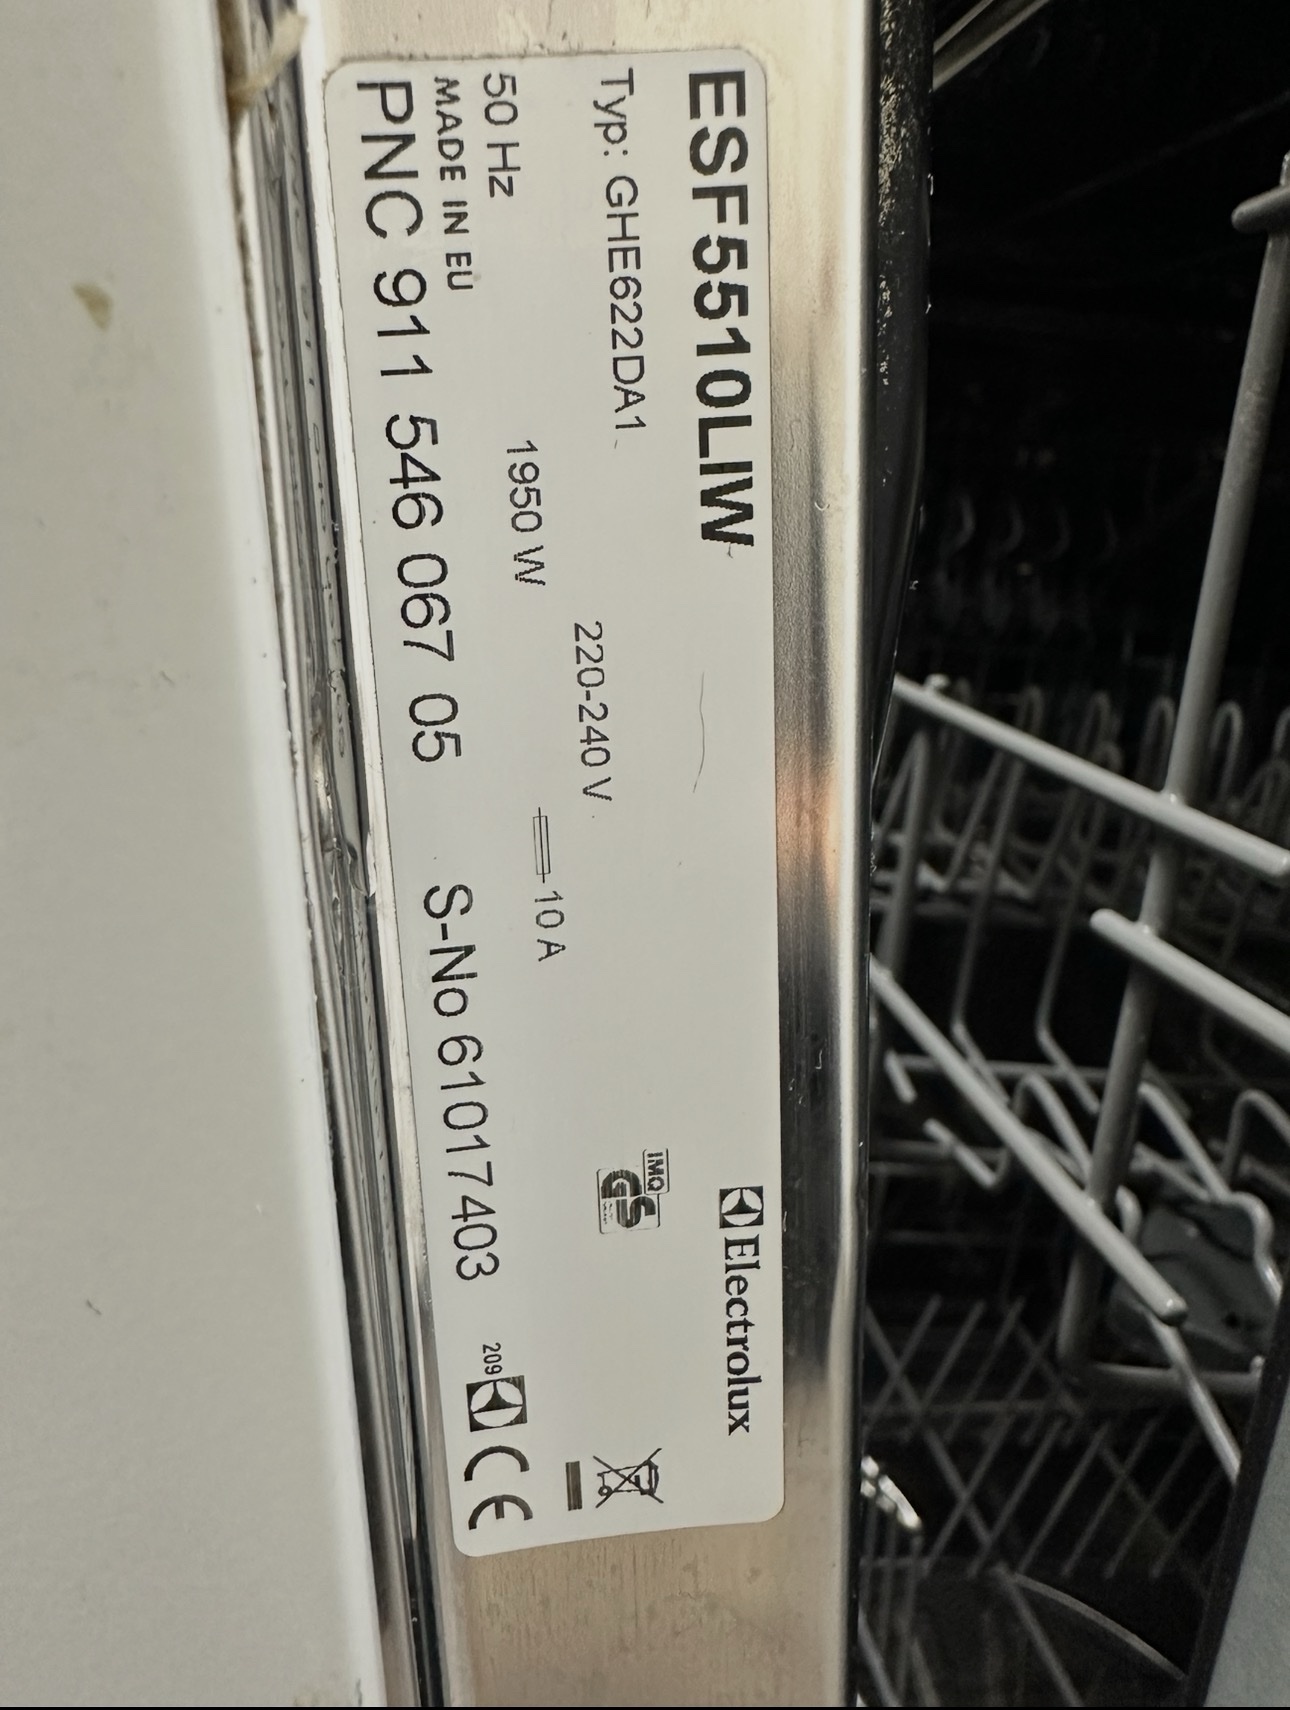 ESF5510LIW
Electrolux
Typ: GHE622DA1
220-240 V
IMQ
GS
50 Hz
1950 W
10 A
MADE IN EU
209
CE
PNC 911 546 067 05
S-No 61017403